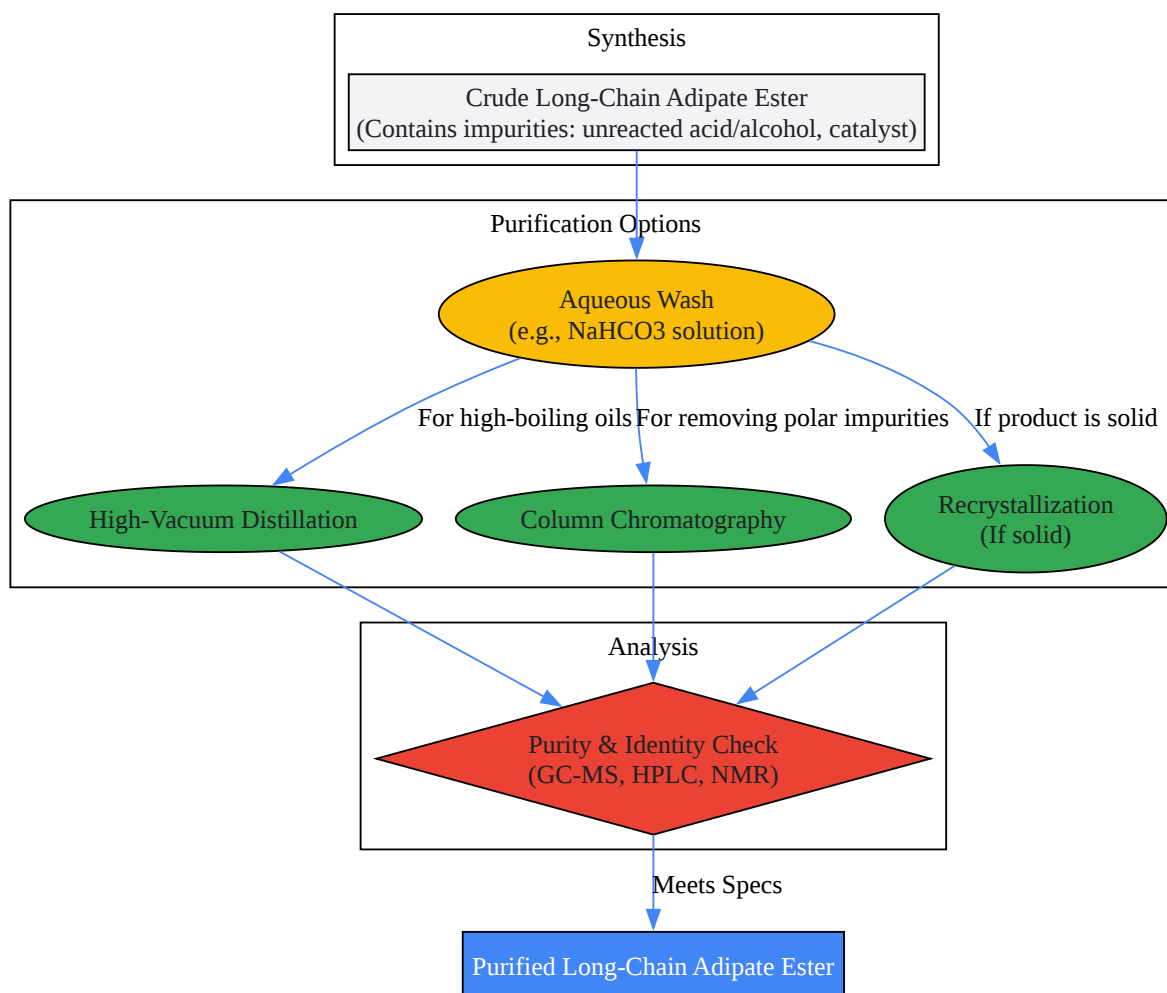 Synthesis
Crude Long-Chain Adipate Ester
(Contains impurities: unreacted acid/alcohol, catalyst)
Purification Options
Aqueous Wash
(e.g., NaHCO3 solution)
For high-boiling oils
For removing polar impurities
If product is solid
High-Vacuum Distillation
Column Chromatography
Recrystallization
(If solid)
Analysis
Purity & Identity Check
(GC-MS, HPLC, NMR)
Meets Specs
Purified Long-Chain Adipate Ester